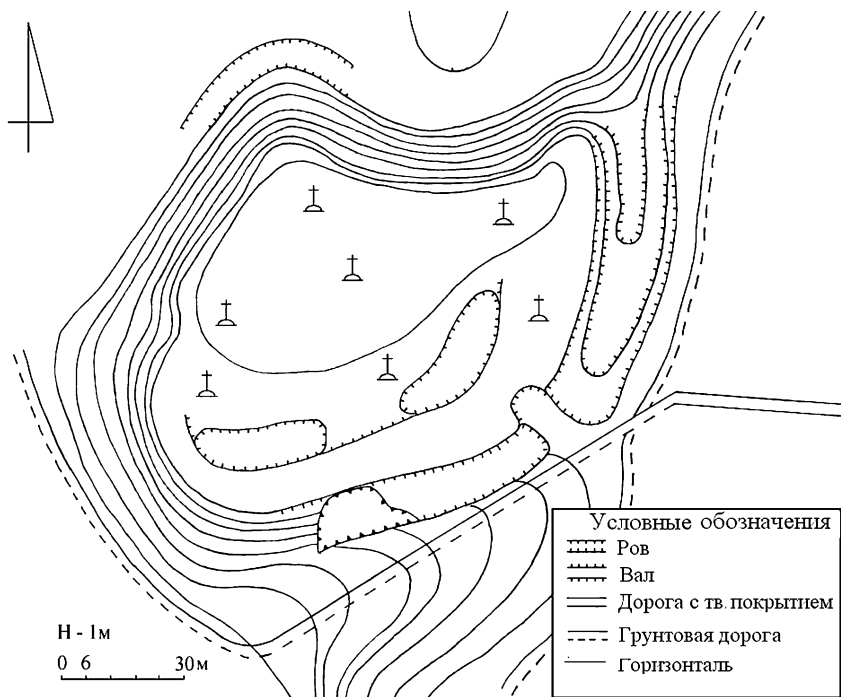 Условные обозначения
Ров
Вал
Дорога с тв. покрытием
Грунтовая дорога
Горизонталь
Н - 1м
0 6 30м